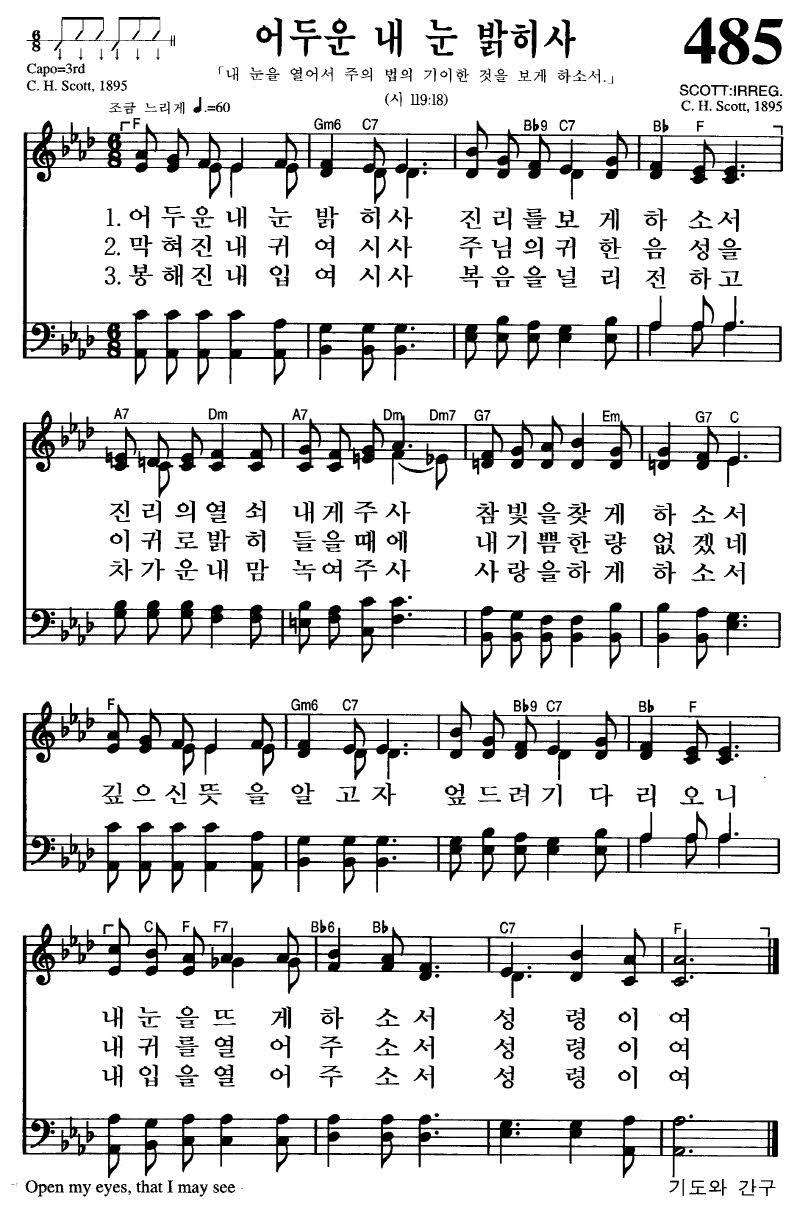 어두운 내 눈 밝히사
485
6/8
Capo=3rd
「내 눈을 열어서 주의 법의 기이한 것을 보게 하소서.」
SCOTT:IRREG.
C. H. Scott, 1895
(시 119:18)
C. H. Scott, 1895
조금 느리게 ♩.=60
F Gm6 C7 B♭9 C7 B♭ F
1. 어 두 운 내 눈 밝 히 사 진 리 를 보 게 하 소 서
2. 막 혀 진 내 귀 여 시 사 주 님 의 귀 한 음 성 을
3. 봉 해 진 내 입 여 시 사 복 음 을 널 리 전 하 고
A7 Dm A7 Dm Dm7 G7 Em G7 C
진 리 의 열 쇠 내 게 주 사 참 빛 을 찾 게 하 소 서
이 귀 로 밝 히 들 을 때 에 내 기 쁨 한 량 없 겠 네
차 가 운 내 맘 녹 여 주 사 사 랑 을 하 게 하 소 서
F Gm6 C7 B♭9 C7 B♭ F
깊 으 신 뜻 을 알 고 자 엎 드 려 기 다 리 오 니
C F F7 B♭6 B♭ C7 F
내 눈 을 뜨 게 하 소 서 성 령 이 여
내 귀 를 열 어 주 소 서 성 령 이 여
내 입 을 열 어 주 소 서 성 령 이 여
Open my eyes, that I may see
기도와 간구